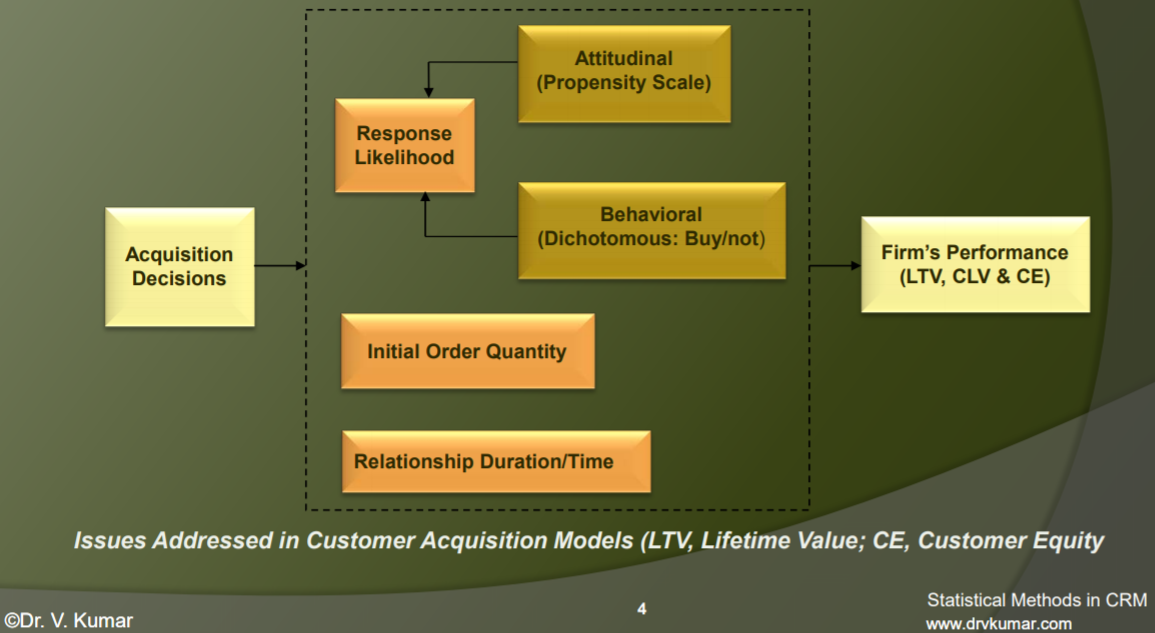 Attitudinal
(Propensity Scale)
Response
Likelihood
Behavioral
(Dichotomous: Buy/not)
Acquisition
Decisions
Firm's Performance
(LTV, CLV & CE)
Initial Order Quantity
Relationship Duration/Time
Issues Addressed in Customer Acquisition Models (LTV, Lifetime Value; CE, Customer Equity
©Dr. V. Kumar
4
Statistical Methods in CRM
www.drvkumar.com